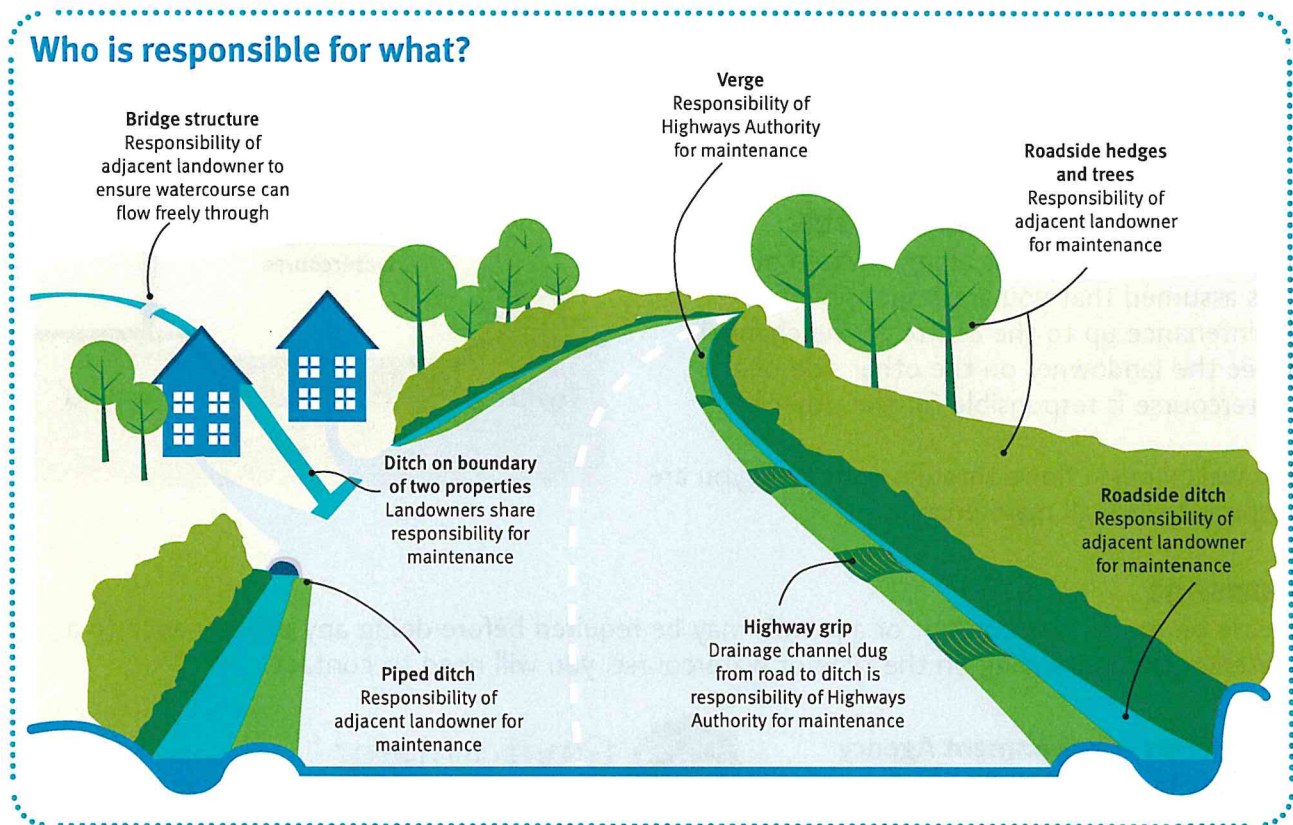 Who is responsible for what?
Bridge structure
Responsibility of
adjacent landowner to
ensure watercourse can
flow freely through
Verge
Responsibility of
Highways Authority
for maintenance
Roadside hedges
and trees
Responsibility of
adjacent landowner
for maintenance
Ditch on boundary
of two properties
Landowners share
responsibility for
maintenance
Piped ditch
Responsibility of
adjacent landowner for
maintenance
Highway grip
Drainage channel dug
from road to ditch is
responsibility of Highways
Authority for maintenance
Roadside ditch
Responsibility of
adjacent landowner
for maintenance